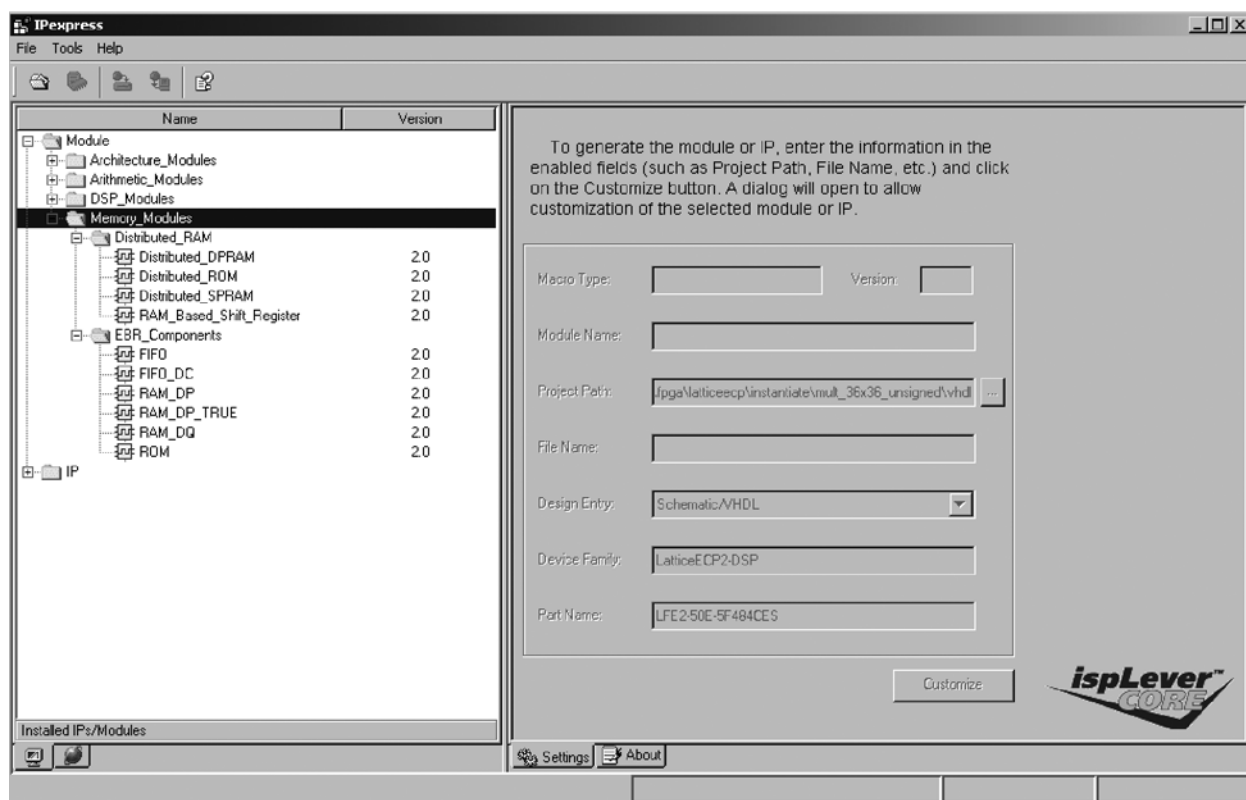 IPexpress
File Tools Help
Name Version
Module
Architecture_Modules
Arithmetic_Modules
DSP_Modules
Memory_Modules
Distributed_RAM
Distributed_DPRAM 2.0
Distributed_ROM 2.0
Distributed_SPRAM 2.0
RAM_Based_Shift_Register 2.0
EBR_Components
FIFO 2.0
FIFO_DC 2.0
RAM_DP 2.0
RAM_DP_TRUE 2.0
RAM_DQ 2.0
ROM 2.0
IP
Installed IPs/Modules
To generate the module or IP, enter the information in the
enabled fields (such as Project Path, File Name, etc.) and click
on the Customize button. A dialog will open to allow
customization of the selected module or IP.
Macro Type: Version:
Module Name:
Project Path: /fpga\latticeecp\instantiate\mult_36x36_unsigned\vhdl ...
File Name:
Design Entry: Schematic/VHDL
Device Family: LatticeECP2-DSP
Part Name: LFE2-50E-5F484CES
Customize
ispLever™
CORE
Settings About